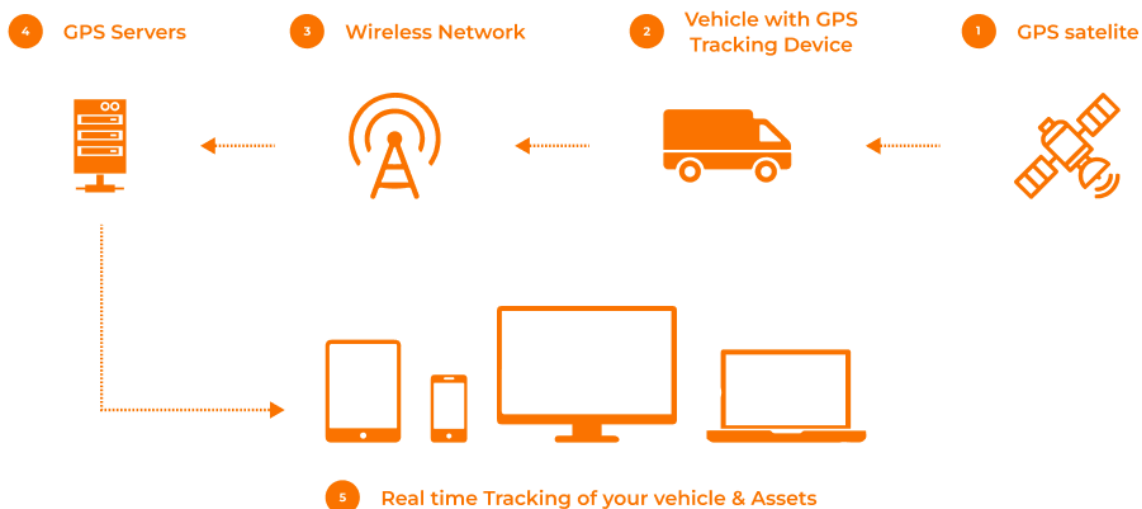 4 GPS Servers
3 Wireless Network
2 Vehicle with GPS
Tracking Device
1 GPS satelite
5 Real time Tracking of your vehicle & Assets